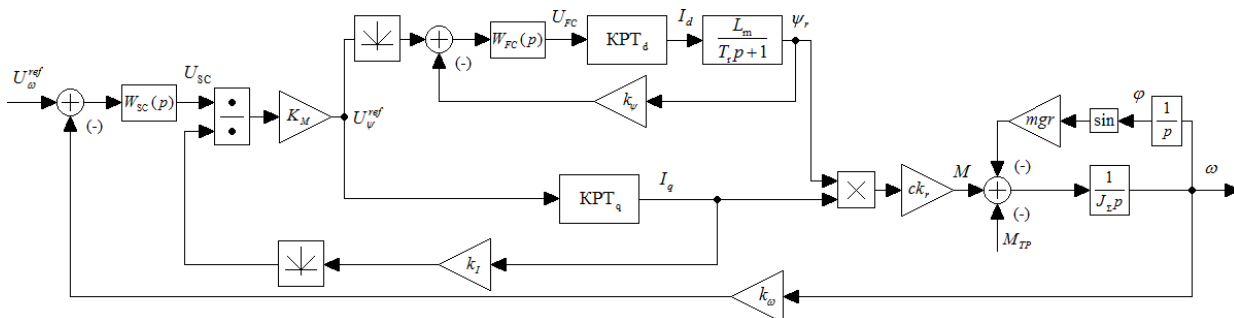 U_ω^ref
(-)
W_SC(p)
U_SC
K_M
U_ψ^ref
(-)
W_FC(p)
U_FC
КРТ_d
I_d
L_m
T_r p+1
ψ_r
k_ψ
КРТ_q
I_q
k_I
ck_r
M
(-)
(-)
M_TP
mgr
sin
φ
1
p
1
J_Σ p
ω
k_ω